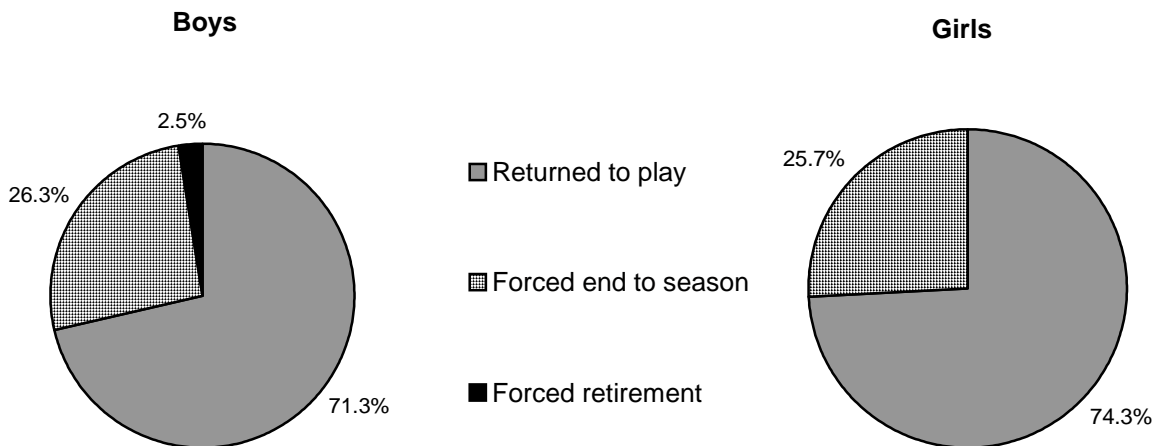 Boys
Girls
2.5%
26.3%
71.3%
Returned to play
Forced end to season
Forced retirement
25.7%
74.3%